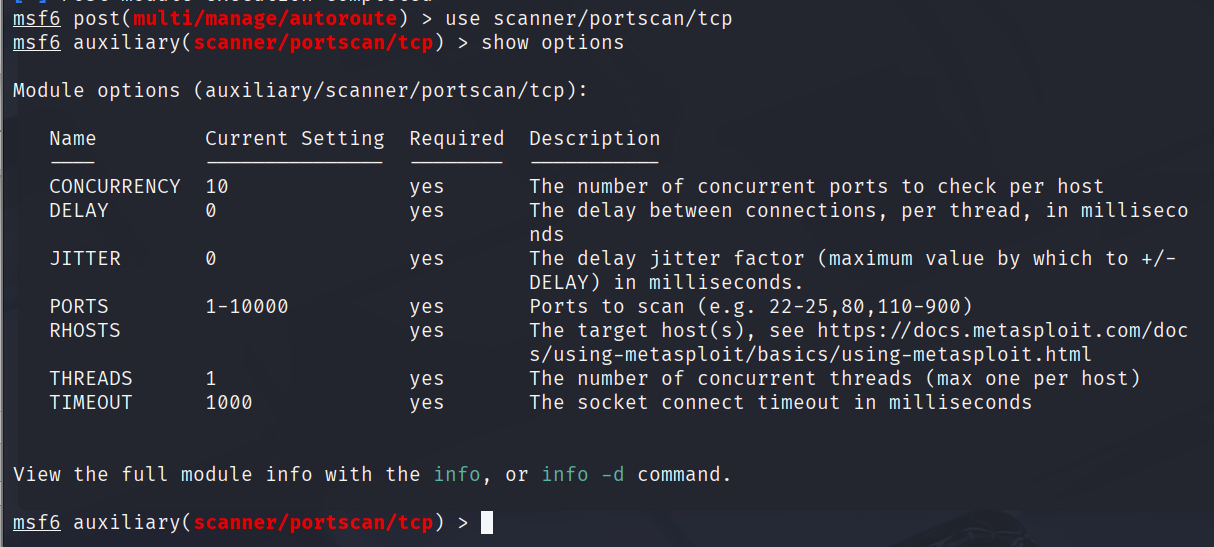 msf6 post(multi/manage/autoroute) > use scanner/portscan/tcp
msf6 auxiliary(scanner/portscan/tcp) > show options
Module options (auxiliary/scanner/portscan/tcp):
Name Current Setting Required Description
CONCURRENCY 10 yes The number of concurrent ports to check per host
DELAY 0 yes The delay between connections, per thread, in milliseco
nds
JITTER 0 yes The delay jitter factor (maximum value by which to +/-
DELAY) in milliseconds.
PORTS 1-10000 yes Ports to scan (e.g. 22-25,80,110-900)
RHOSTS yes The target host(s), see https://docs.metasploit.com/doc
s/using-metasploit/basics/using-metasploit.html
THREADS 1 yes The number of concurrent threads (max one per host)
TIMEOUT 1000 yes The socket connect timeout in milliseconds
View the full module info with the info, or info -d command.
msf6 auxiliary(scanner/portscan/tcp) >